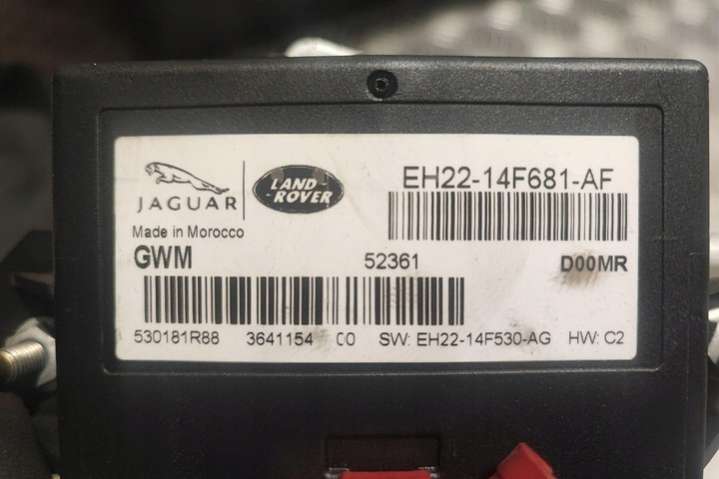 JAGUAR
LAND-
ROVER
EH22-14F681-AF
Made in Morocco
GWM
52361
D00MR
530181R88 3641154 00 SW: EH22-14F530-AG HW: C2